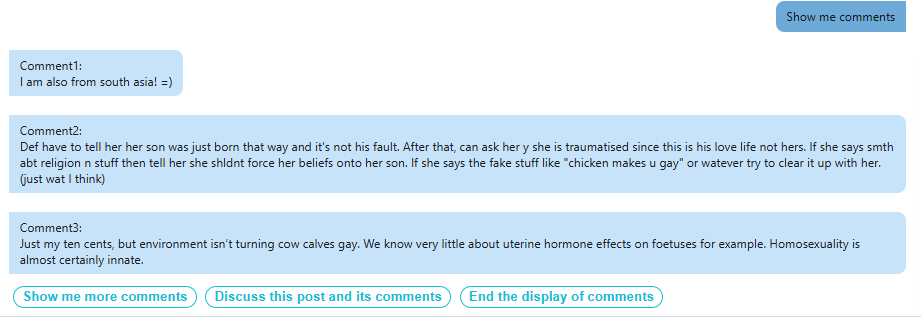 Show me comments
Comment1:
I am also from south asia! =)
Comment2:
Def have to tell her her son was just born that way and it's not his fault. After that, can ask her y she is traumatised since this is his love life not hers. If she says smth
abt religion n stuff then tell her she shldnt force her beliefs onto her son. If she says the fake stuff like "chicken makes u gay" or watever try to clear it up with her.
(just wat I think)
Comment3:
Just my ten cents, but environment isn't turning cow calves gay. We know very little about uterine hormone effects on foetuses for example. Homosexuality is
almost certainly innate.
Show me more comments
Discuss this post and its comments
End the display of comments